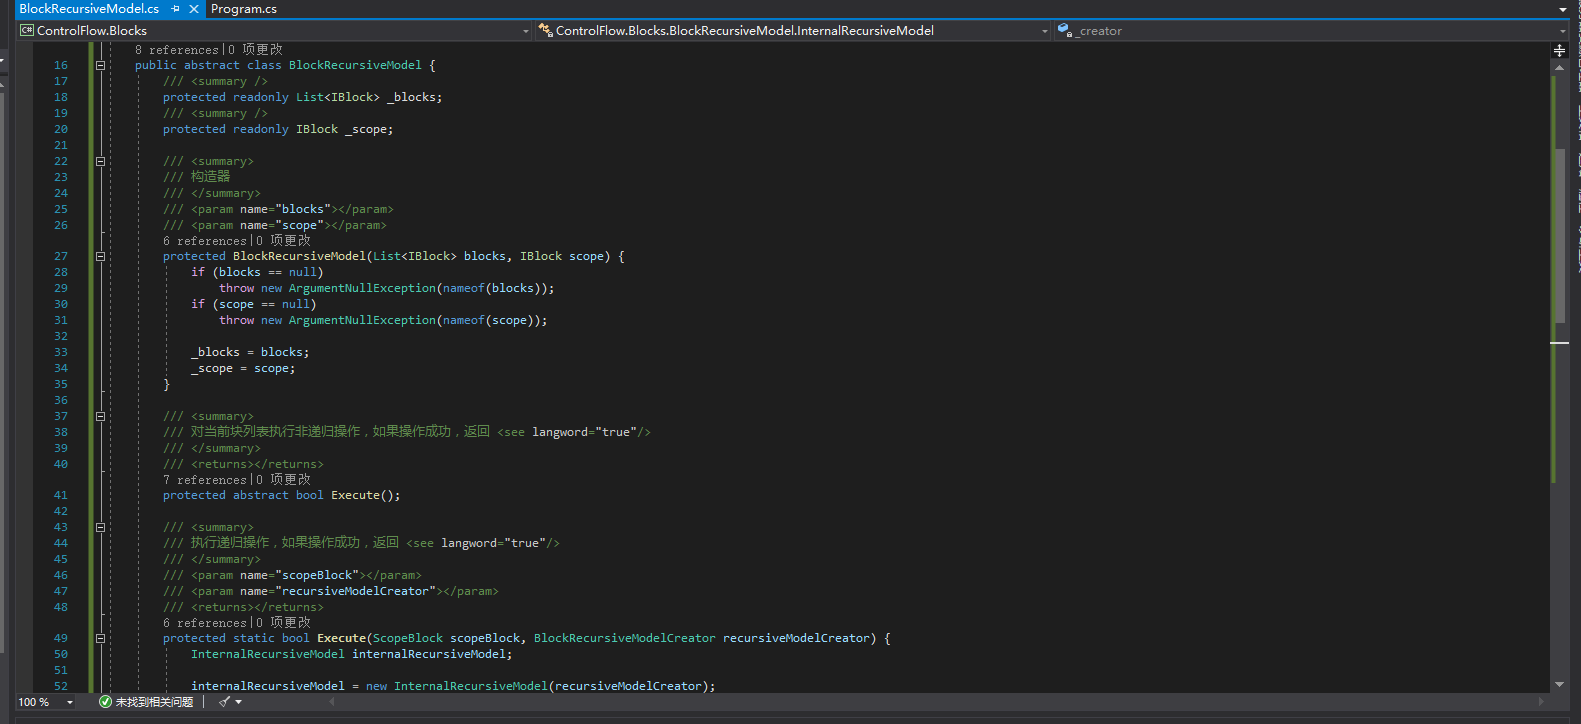 BlockRecursiveModel.cs Program.cs
ControlFlow.Blocks ControlFlow.Blocks.BlockRecursiveModel.InternalRecursiveModel _creator
8 references|0 项更改
16 public abstract class BlockRecursiveModel {
17 /// <summary />
18 protected readonly List<IBlock> _blocks;
19 /// <summary />
20 protected readonly IBlock _scope;
21
22 /// <summary>
23 /// 构造器
24 /// </summary>
25 /// <param name="blocks"></param>
26 /// <param name="scope"></param>
6 references|0 项更改
27 protected BlockRecursiveModel(List<IBlock> blocks, IBlock scope) {
28 if (blocks == null)
29 throw new ArgumentNullException(nameof(blocks));
30 if (scope == null)
31 throw new ArgumentNullException(nameof(scope));
32
33 _blocks = blocks;
34 _scope = scope;
35 }
36
37 /// <summary>
38 /// 对当前块列表执行非递归操作，如果操作成功，返回 <see langword="true"/>
39 /// </summary>
40 /// <returns></returns>
7 references|0 项更改
41 protected abstract bool Execute();
42
43 /// <summary>
44 /// 执行递归操作，如果操作成功，返回 <see langword="true"/>
45 /// </summary>
46 /// <param name="scopeBlock"></param>
47 /// <param name="recursiveModelCreator"></param>
48 /// <returns></returns>
6 references|0 项更改
49 protected static bool Execute(ScopeBlock scopeBlock, BlockRecursiveModelCreator recursiveModelCreator) {
50 InternalRecursiveModel internalRecursiveModel;
51
52 internalRecursiveModel = new InternalRecursiveModel(recursiveModelCreator);
100 % 未找到相关问题